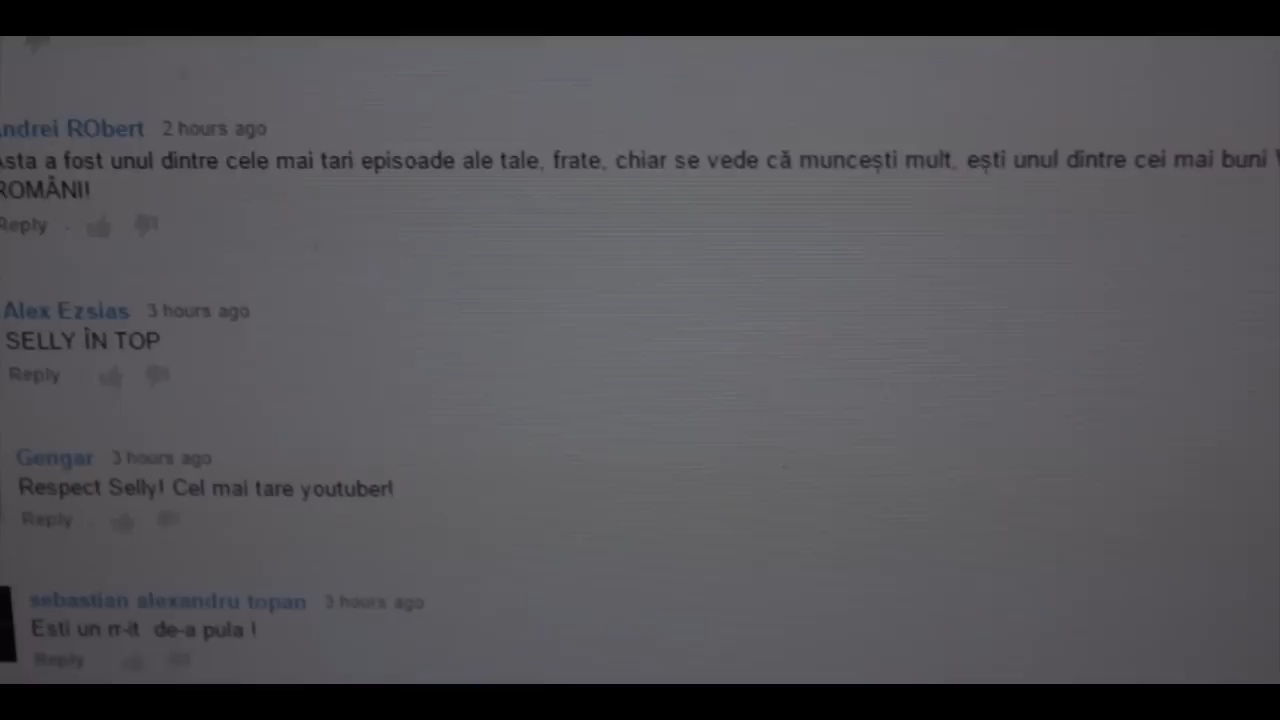 ndrei RObert 2 hours ago
sta a fost unul dintre cele mai tari episoade ale tale, frate, chiar se vede că muncești mult, ești unul dintre cei mai buni
ROMÂNI!
Reply
Alex Ezsias 3 hours ago
SELLY ÎN TOP
Reply
Gengar 3 hours ago
Respect Selly! Cel mai tare youtuber!
Reply
sebastian alexandru topan 3 hours ago
Esti un de-a pula !
Reply